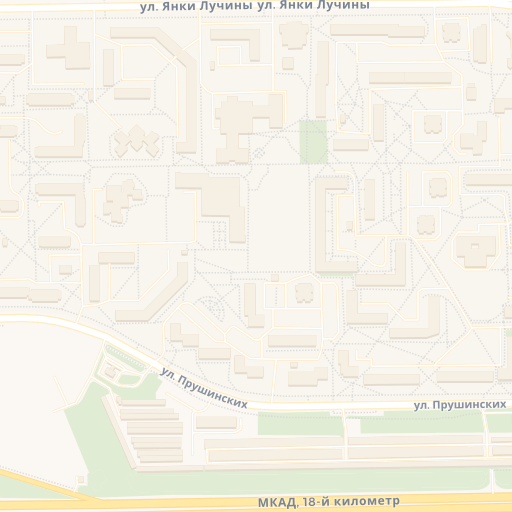 ул. Янки Лучины ул. Янки Лучины
ул. Прушинских
ул. Прушинских
МКАД, 18-й километр